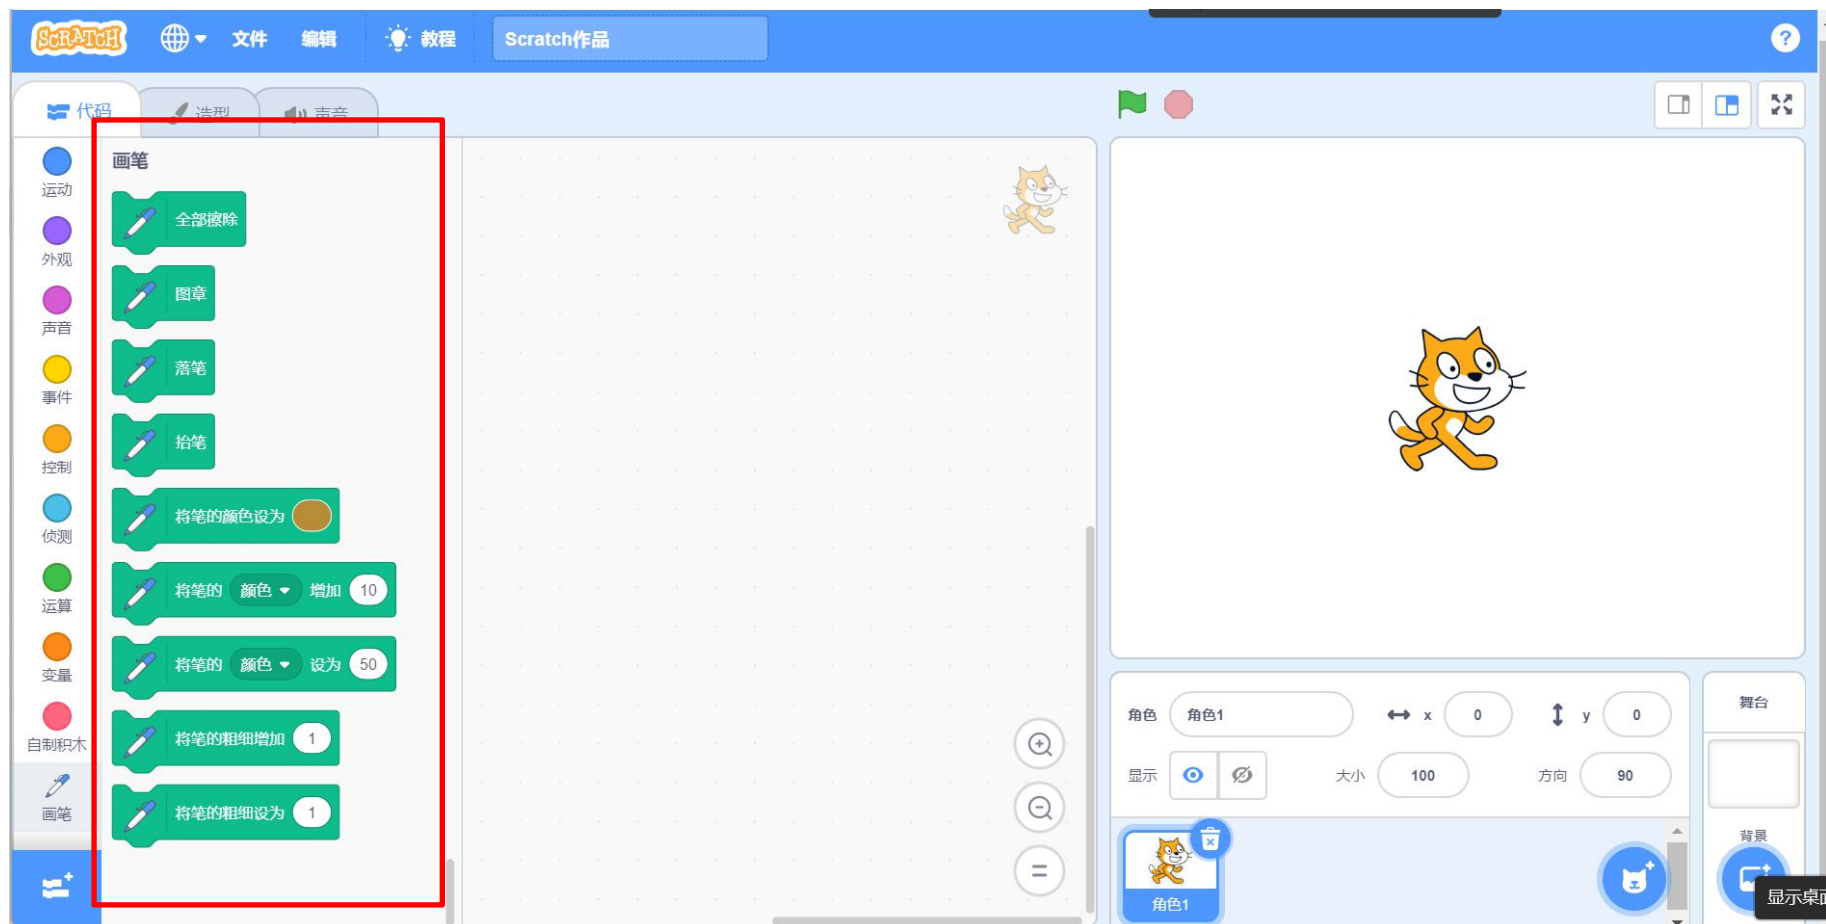 SCRATCH 文件 编辑 教程 Scratch作品 ?
代码 造型 声音
运动
外观
声音
事件
控制
侦测
运算
变量
自制积木
画笔
画笔
全部擦除
图章
落笔
抬笔
将笔的颜色设为
将笔的 颜色 增加 10
将笔的 颜色 设为 50
将笔的粗细增加 1
将笔的粗细设为 1
角色 角色1 x 0 y 0
显示 大小 100 方向 90
角色1
舞台
背景
显示桌面